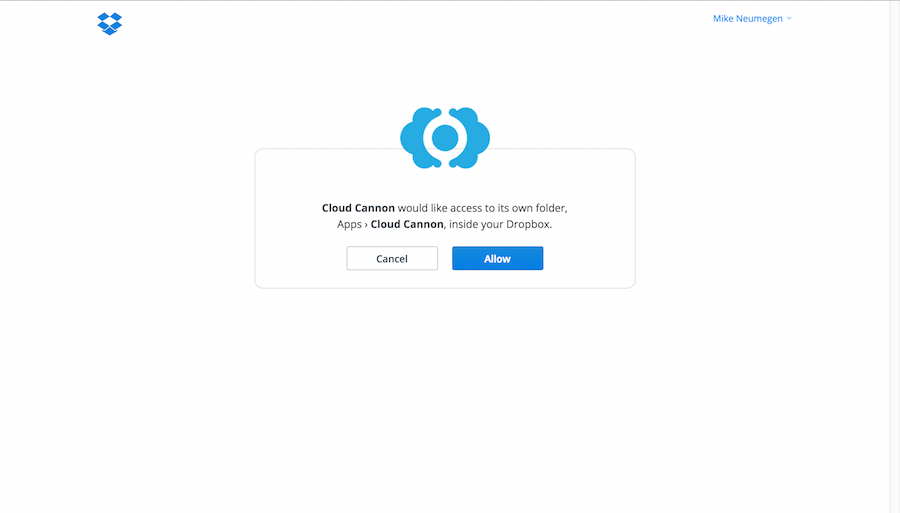 Mike Neumegen
Cloud Cannon would like access to its own folder,
Apps › Cloud Cannon, inside your Dropbox.
Cancel
Allow